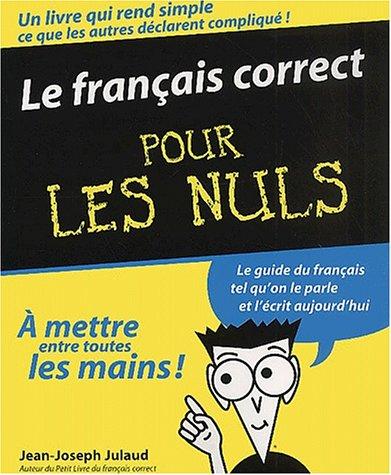 Un livre qui rend simple
ce que les autres déclarent compliqué !
Le français correct
POUR
LES NULS
Le guide du français
tel qu'on le parle
et l'écrit aujourd'hui
À mettre
entre toutes
les mains !
Jean-Joseph Julaud
Auteur du Petit Livre du français correct